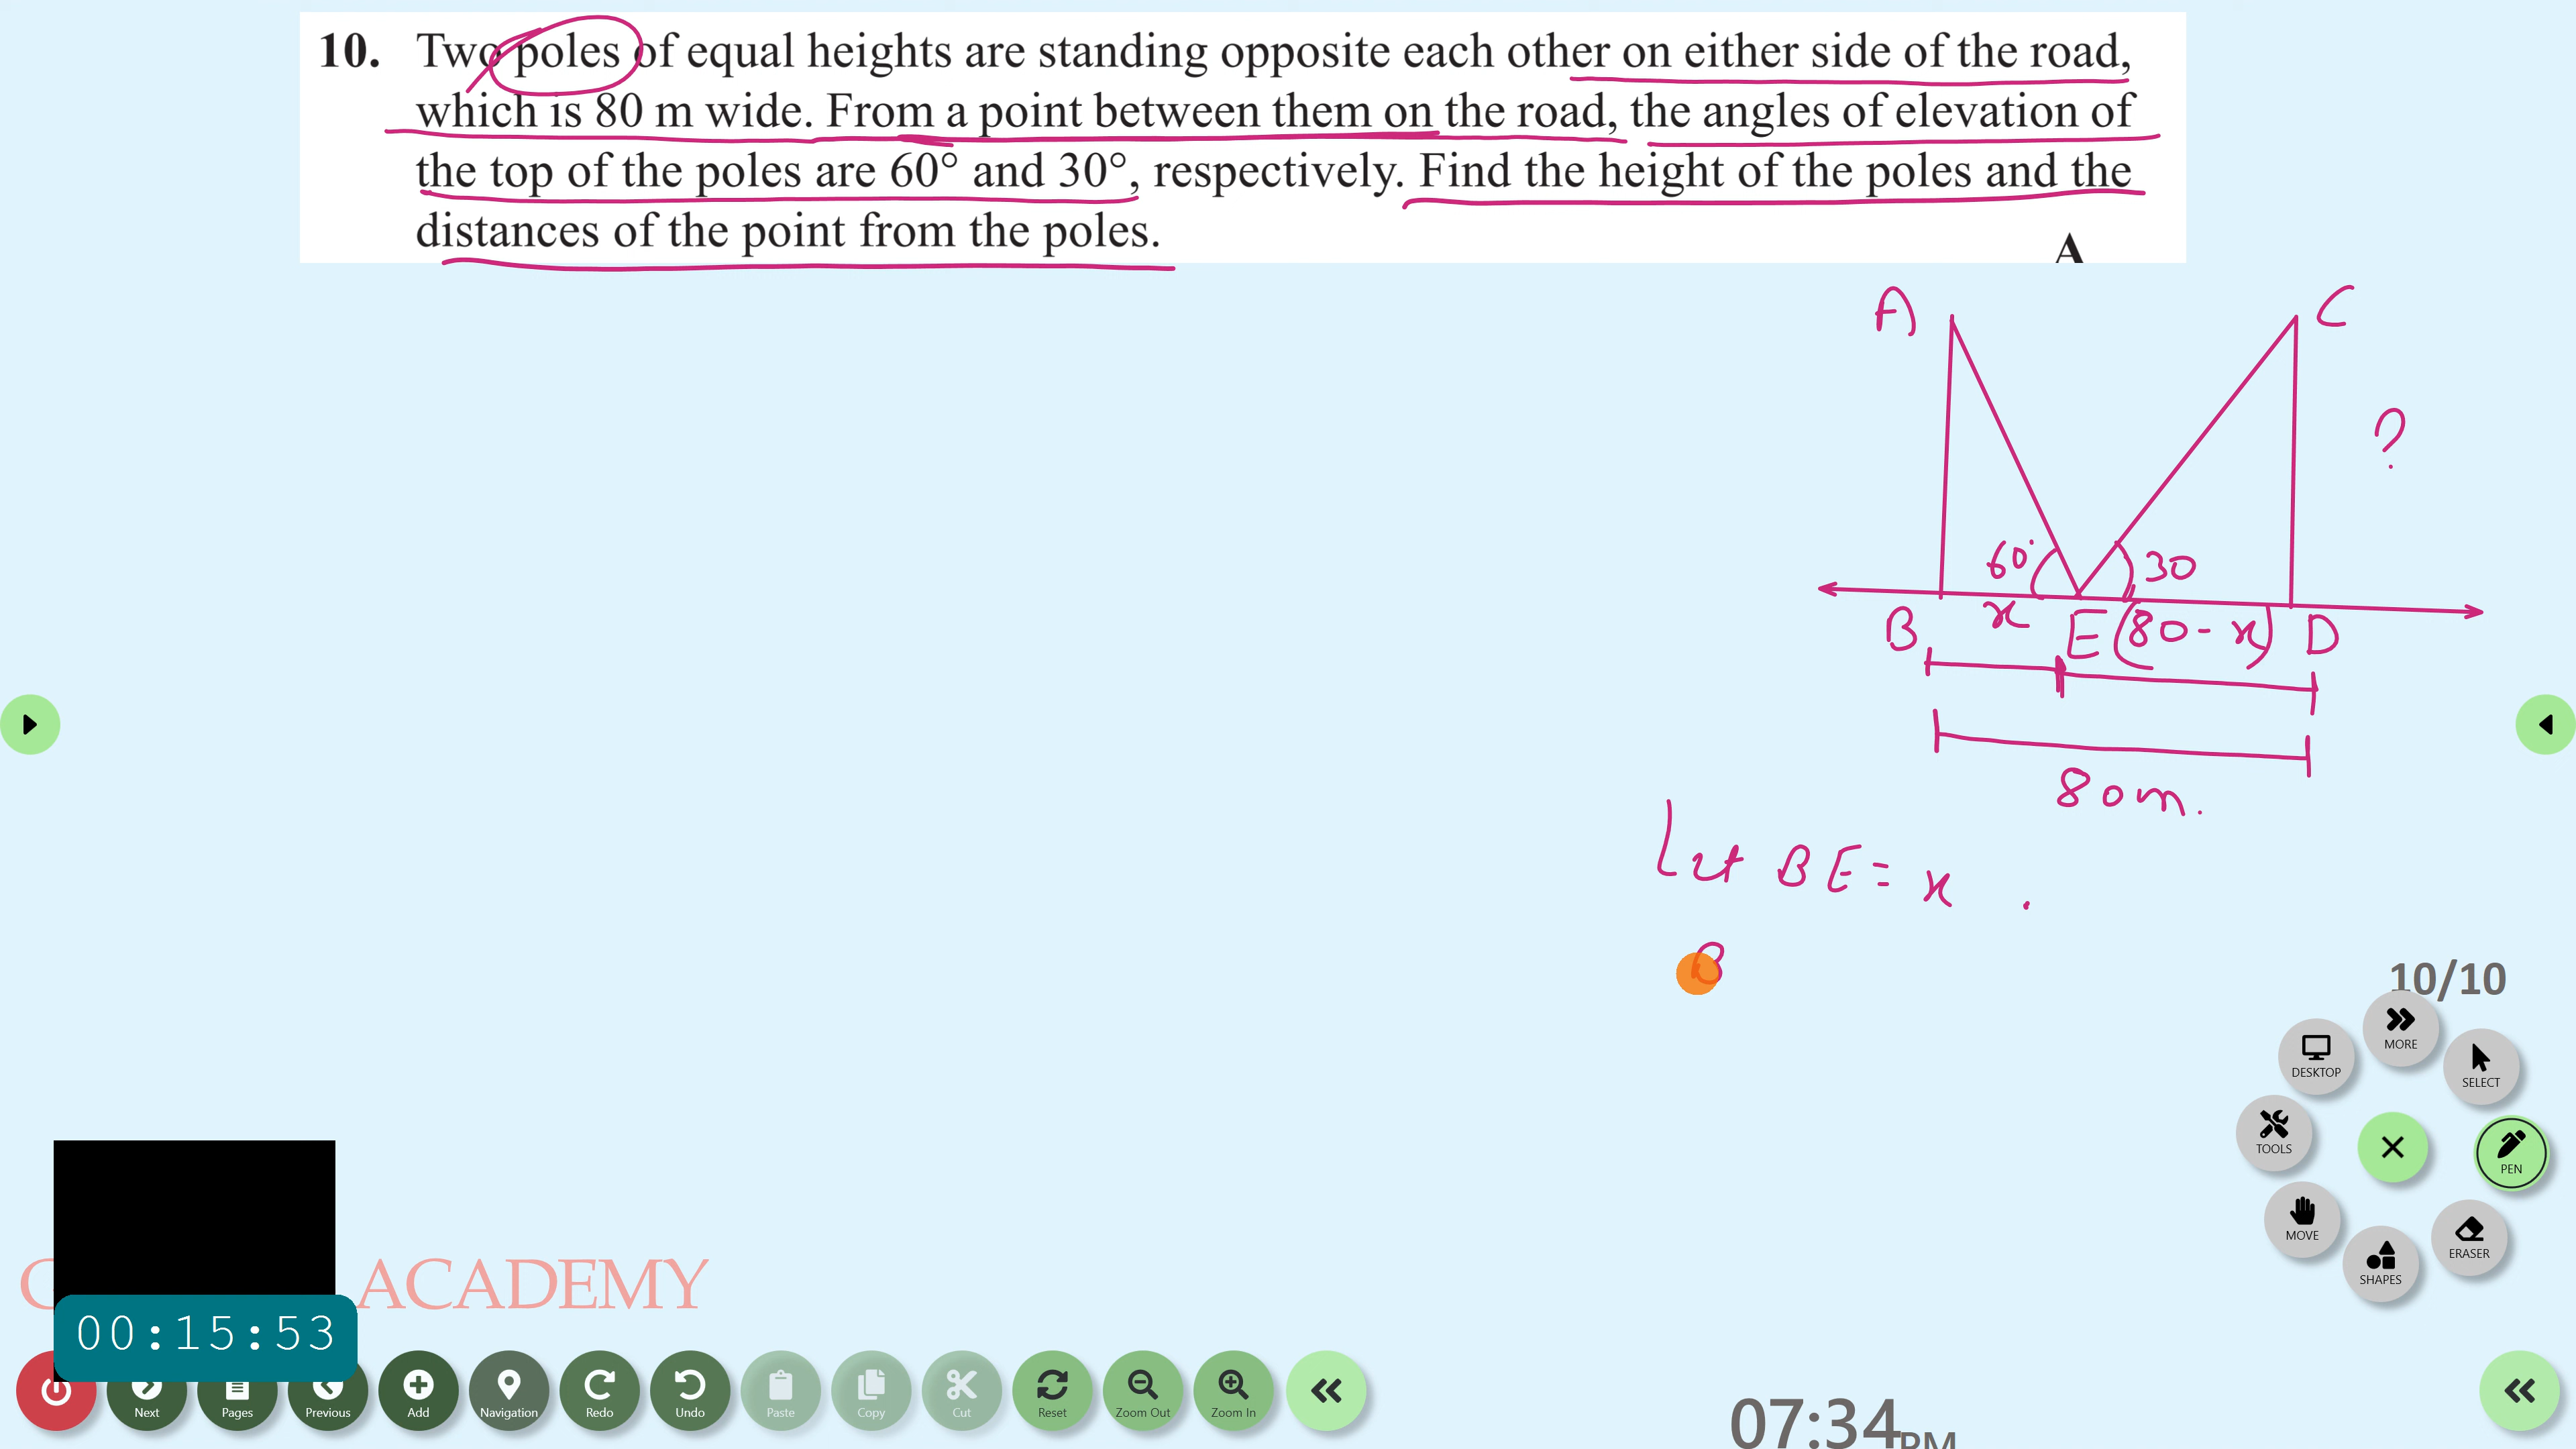 10. Two poles of equal heights are standing opposite each other on either side of the road,
which is 80 m wide. From a point between them on the road, the angles of elevation of
the top of the poles are 60° and 30°, respectively. Find the height of the poles and the
distances of the point from the poles.
A
A
C
?
60°
30
B
x
E
(80-x)
D
80m.
Let BE = x .
B
10/10
MORE
DESKTOP
SELECT
TOOLS
PEN
MOVE
ERASER
SHAPES
ACADEMY
00:15:53
Next
Pages
Previous
Add
Navigation
Redo
Undo
Paste
Copy
Cut
Reset
Zoom Out
Zoom In
07:34 PM